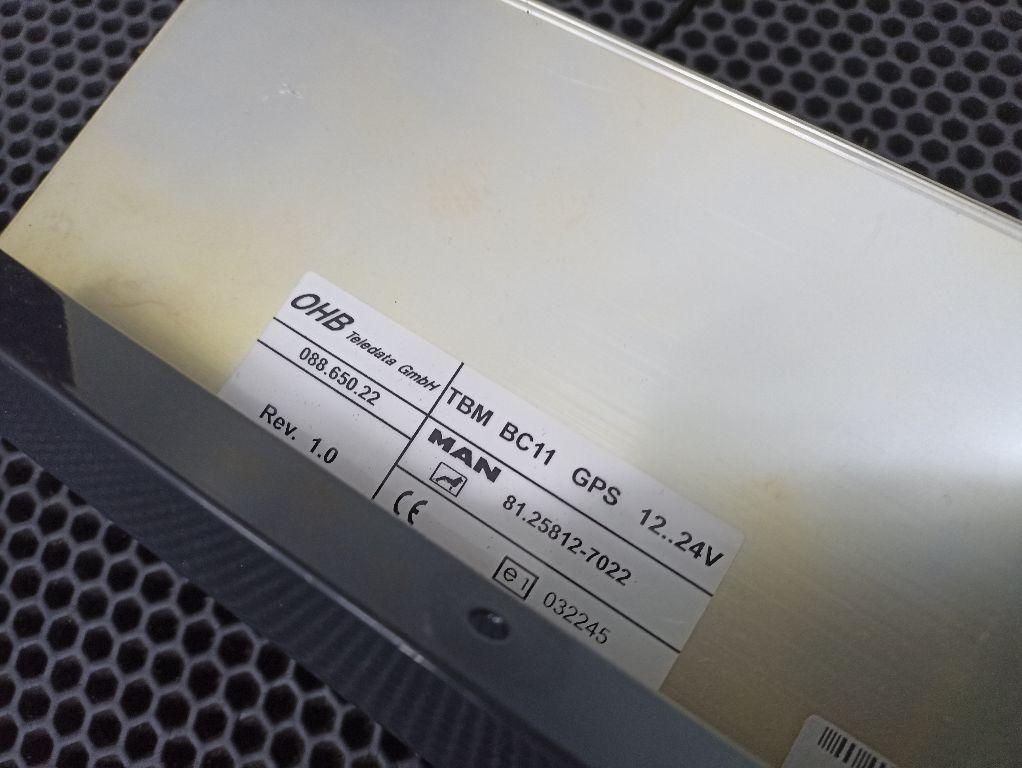 OHB Teledata GmbH
TBM BC11 GPS 12..24V
088.650.22
MAN 81.25812-7022
Rev. 1.0
CE
e1 032245